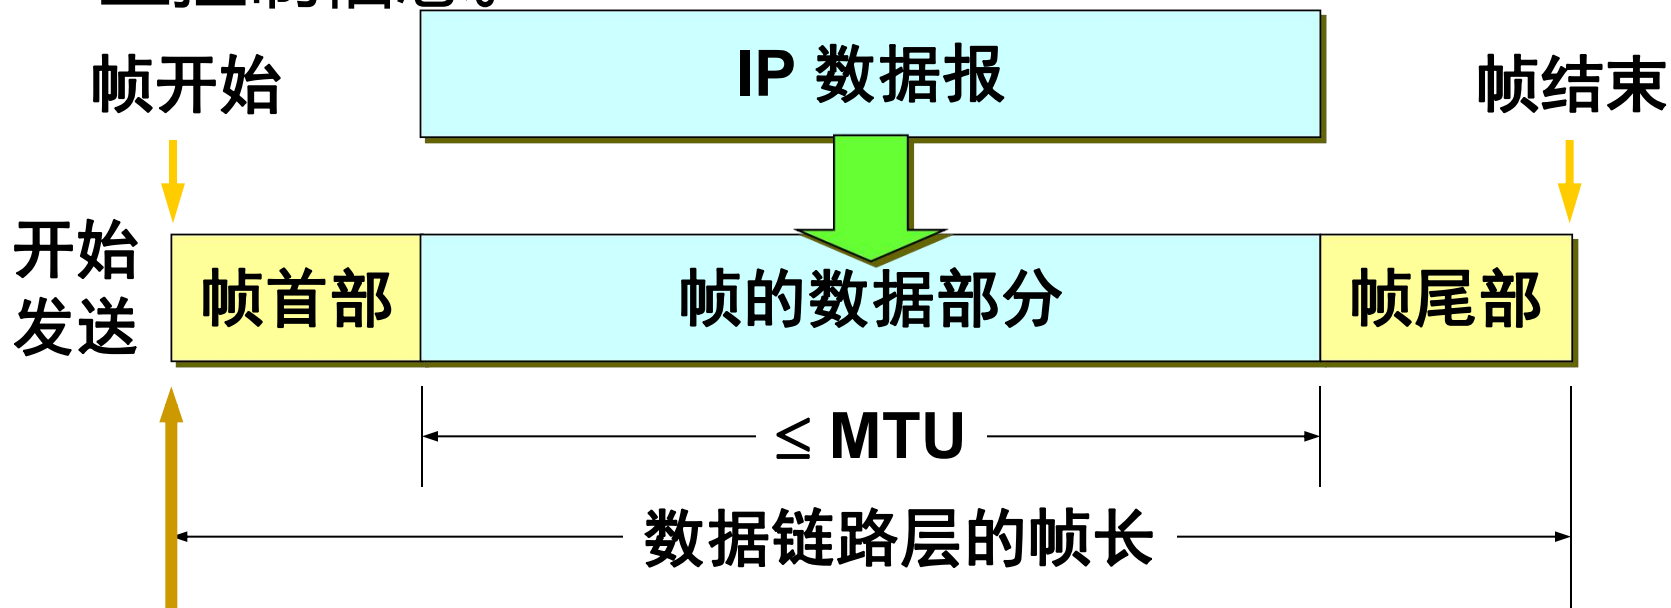 IP 数据报
帧开始
帧结束
开始
发送
帧首部
帧的数据部分
帧尾部
≤ MTU
数据链路层的帧长